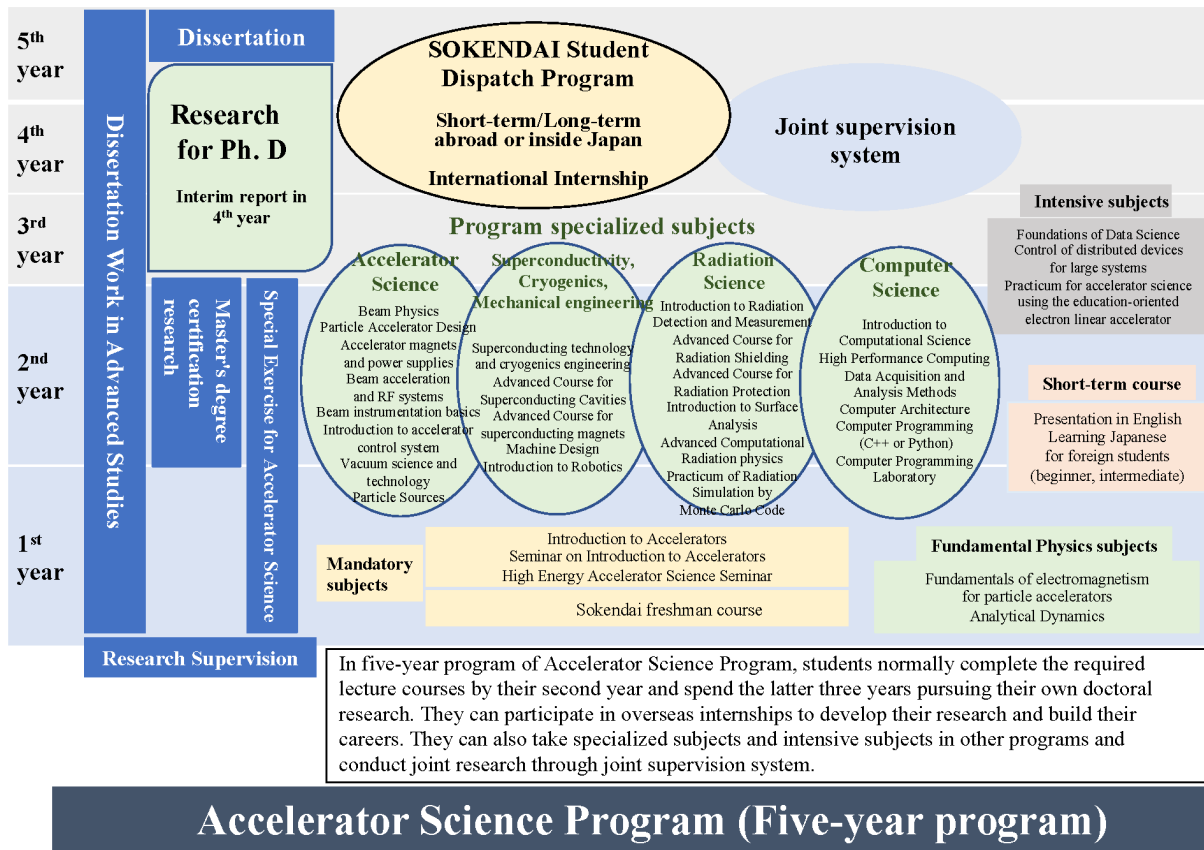 5th
year
4th
year
3rd
year
2nd
year
1st
year
Dissertation Work in Advanced Studies
Dissertation
Research
for Ph. D
Interim report in
4th year
Master's degree
certification
research
Special Exercise for Accelerator Science
Research Supervision
SOKENDAI Student
Dispatch Program
Short-term/Long-term
abroad or inside Japan
International Internship
Joint supervision
system
Program specialized subjects
Accelerator
Science
Beam Physics
Particle Accelerator Design
Accelerator magnets
and power supplies
Beam acceleration
and RF systems
Beam instrumentation basics
Introduction to accelerator
control system
Vacuum science and
technology
Particle Sources
Superconductivity,
Cryogenics,
Mechanical engineering
Superconducting technology
and cryogenics engineering
Advanced Course for
Superconducting Cavities
Advanced Course for
superconducting magnets
Machine Design
Introduction to Robotics
Radiation
Science
Introduction to Radiation
Detection and Measurement
Advanced Course for
Radiation Shielding
Advanced Course for
Radiation Protection
Introduction to Surface
Analysis
Advanced Computational
Radiation physics
Practicum of Radiation
Simulation by
Monte Carlo Code
Computer
Science
Introduction to
Computational Science
High Performance Computing
Data Acquisition and
Analysis Methods
Computer Architecture
Computer Programming
(C++ or Python)
Computer Programming
Laboratory
Intensive subjects
Foundations of Data Science
Control of distributed devices
for large systems
Practicum for accelerator science
using the education-oriented
electron linear accelerator
Short-term course
Presentation in English
Learning Japanese
for foreign students
(beginner, intermediate)
Mandatory
subjects
Introduction to Accelerators
Seminar on Introduction to Accelerators
High Energy Accelerator Science Seminar
Sokendai freshman course
Fundamental Physics subjects
Fundamentals of electromagnetism
for particle accelerators
Analytical Dynamics
In five-year program of Accelerator Science Program, students normally complete the required
lecture courses by their second year and spend the latter three years pursuing their own doctoral
research. They can participate in overseas internships to develop their research and build their
careers. They can also take specialized subjects and intensive subjects in other programs and
conduct joint research through joint supervision system.
Accelerator Science Program (Five-year program)